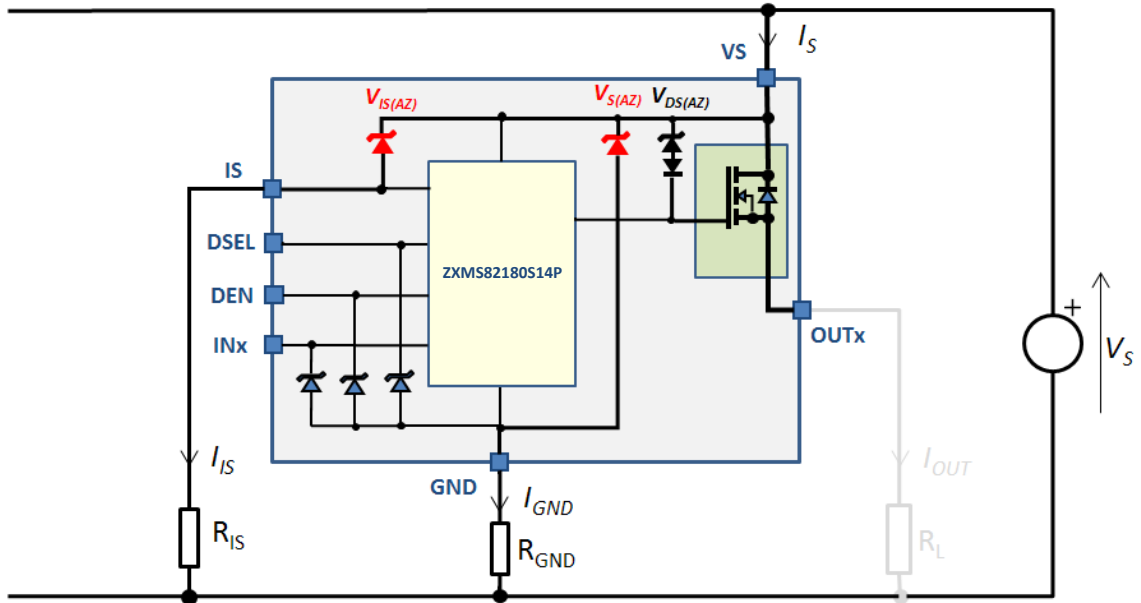 I_S
VS
V_IS(AZ)
V_S(AZ)
V_DS(AZ)
IS
DSEL
ZXMS82180S14P
DEN
INx
OUTx
+
V_S
I_IS
GND
I_GND
I_OUT
R_IS
R_GND
R_L